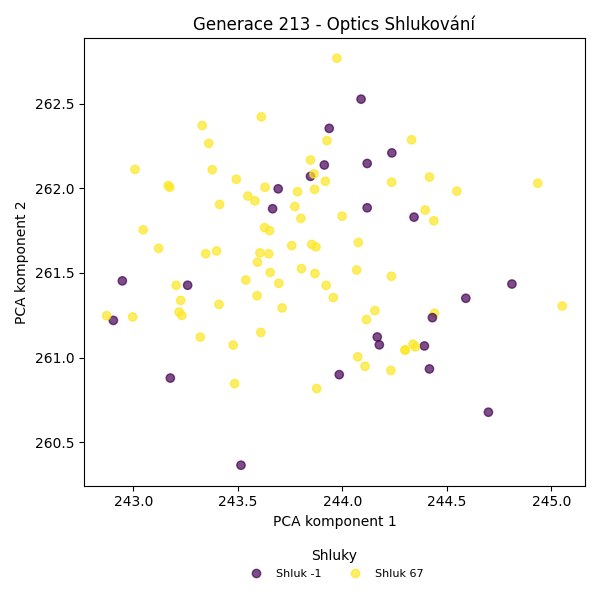 Generace 213 - Optics Shlukování
PCA komponent 2
262.5
262.0
261.5
261.0
260.5
243.0 243.5 244.0 244.5 245.0
PCA komponent 1
Shluky
Shluk -1 Shluk 67